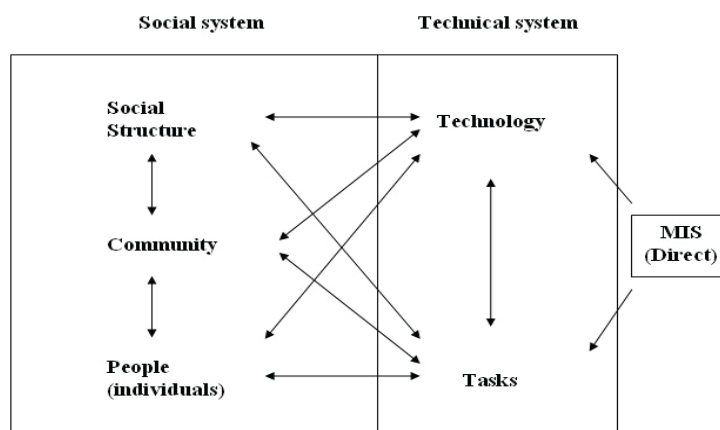 Social system
Technical system
Social
Structure
Technology
Community
MIS
(Direct)
People
(individuals)
Tasks